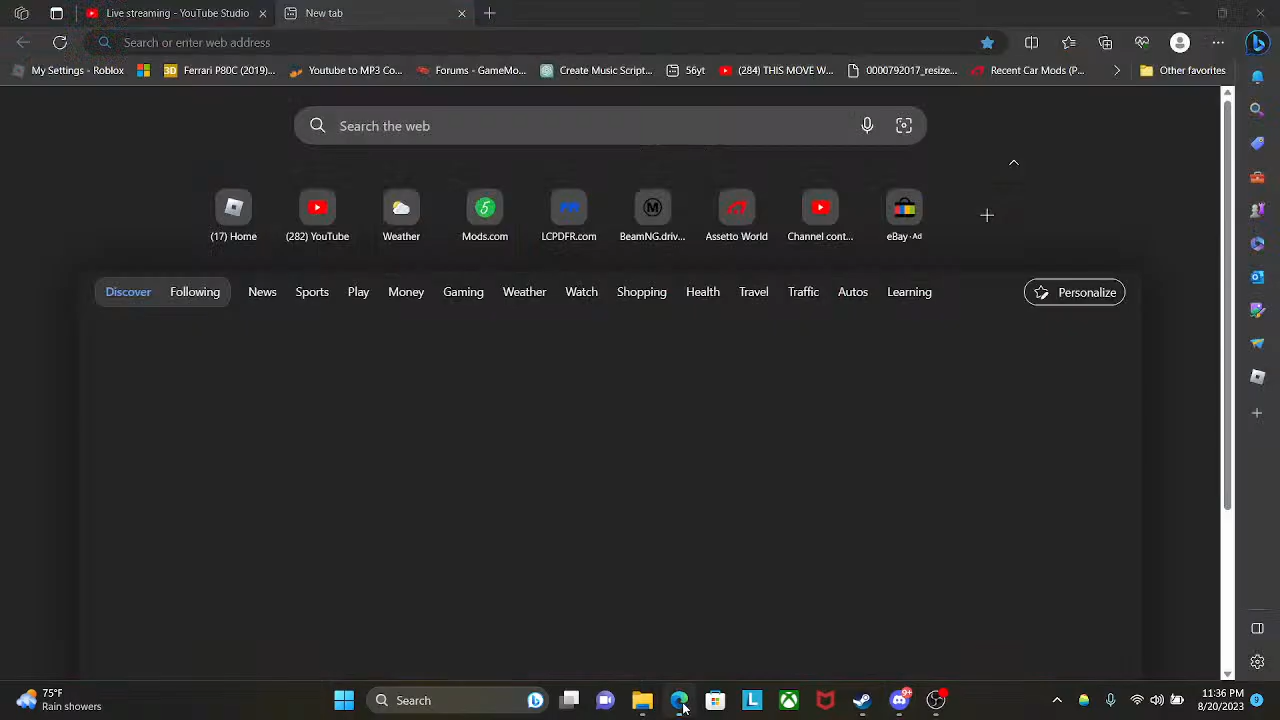 Live streaming - YouTube Studio
New tab
Search or enter web address
My Settings - Roblox
3D Ferrari P80C (2019)...
Youtube to MP3 Co...
Forums - GameMo...
Create Music Script...
56yt
(284) THIS MOVE W...
0000792017_resize...
Recent Car Mods (P...
Other favorites
Search the web
(17) Home
(282) YouTube
Weather
5
Mods.com
LCPDFR.com
M
BeamNG.driv...
Assetto World
Channel cont...
eBay · Ad
Discover Following News Sports Play Money Gaming Weather Watch Shopping Health Travel Traffic Autos Learning
Personalize
75°F
Rain showers
Search
L
9+
11:36 PM
8/20/2023
9